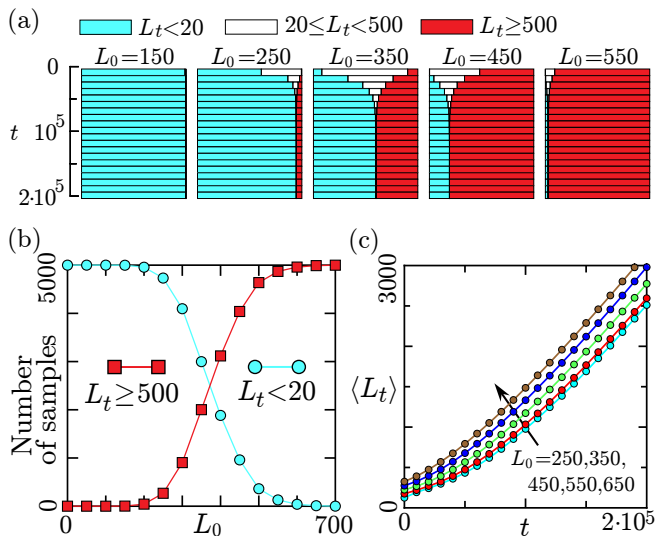 (a) L_t<20 20≤L_t<500 L_t≥500
L_0=150 L_0=250 L_0=350 L_0=450 L_0=550
0
t 10^5
2·10^5
(b)
5000
Number
of samples
L_t≥500 L_t<20
0
0 L_0 700
(c)
3000
⟨L_t⟩
L_0=250,350,
450,550,650
0
0 t 2·10^5